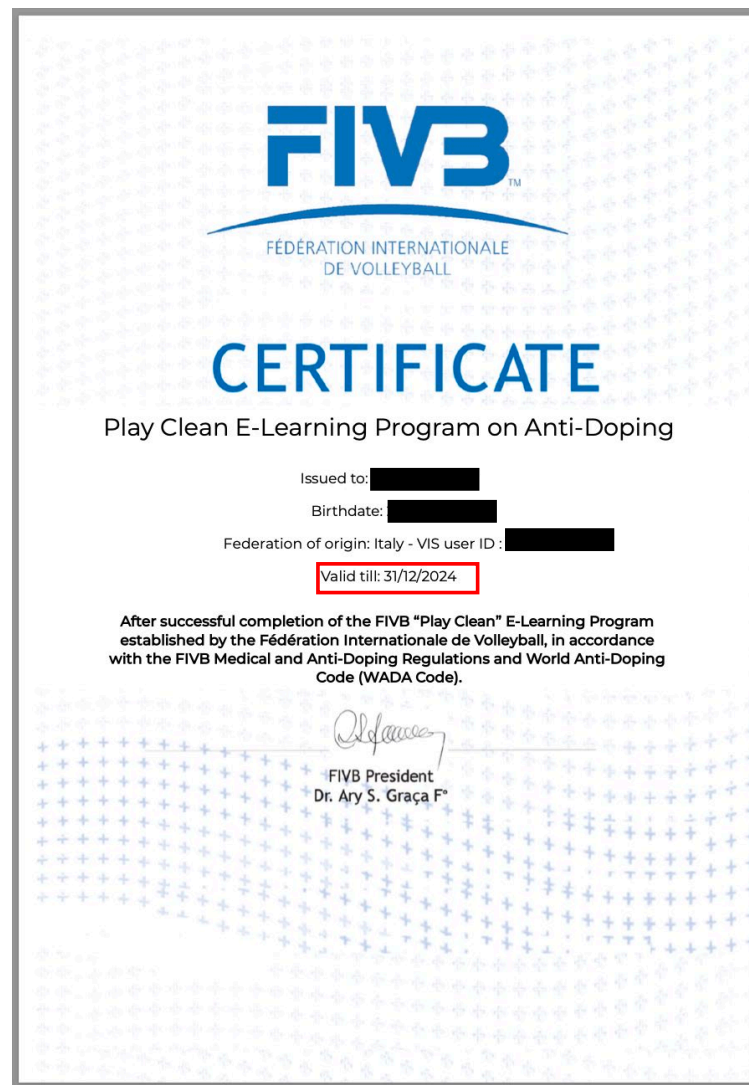 FIVB
TM
FÉDÉRATION INTERNATIONALE
DE VOLLEYBALL
CERTIFICATE
Play Clean E-Learning Program on Anti-Doping
Issued to:
Birthdate:
Federation of origin: Italy - VIS user ID :
Valid till: 31/12/2024
After successful completion of the FIVB “Play Clean” E-Learning Program
established by the Fédération Internationale de Volleyball, in accordance
with the FIVB Medical and Anti-Doping Regulations and World Anti-Doping
Code (WADA Code).
FIVB President
Dr. Ary S. Graça Fº